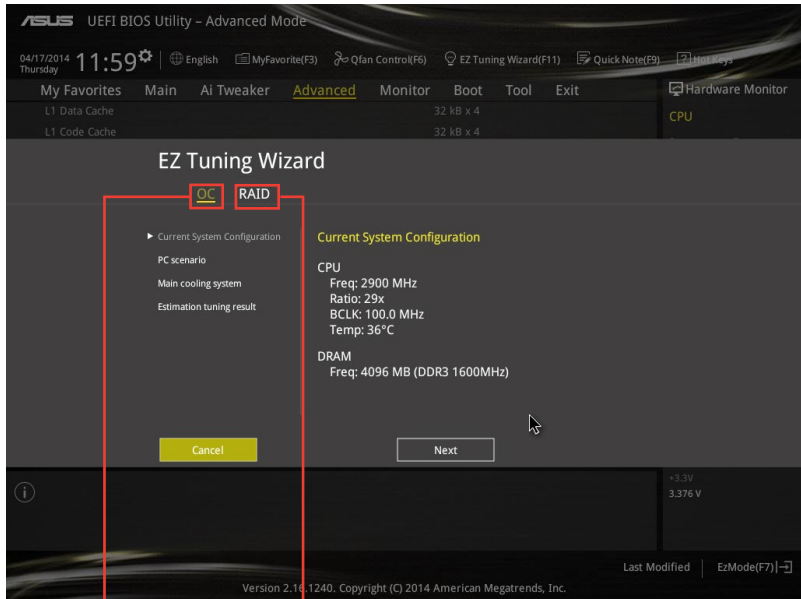 ASUS UEFI BIOS Utility – Advanced Mode
04/17/2014 Thursday 11:59 English MyFavorite(F3) Qfan Control(F6) EZ Tuning Wizard(F11) Quick Note(F9) ? Hot Keys
My Favorites Main Ai Tweaker Advanced Monitor Boot Tool Exit Hardware Monitor
L1 Data Cache 32 kB x 4
CPU
L1 Code Cache 32 kB x 4
EZ Tuning Wizard
OC RAID
Current System Configuration
PC scenario
Main cooling system
Estimation tuning result
Current System Configuration
CPU
Freq: 2900 MHz
Ratio: 29x
BCLK: 100.0 MHz
Temp: 36°C
DRAM
Freq: 4096 MB (DDR3 1600MHz)
Cancel Next
+3.3V
3.376 V
Last Modified EzMode(F7)
Version 2.16.1240. Copyright (C) 2014 American Megatrends, Inc.